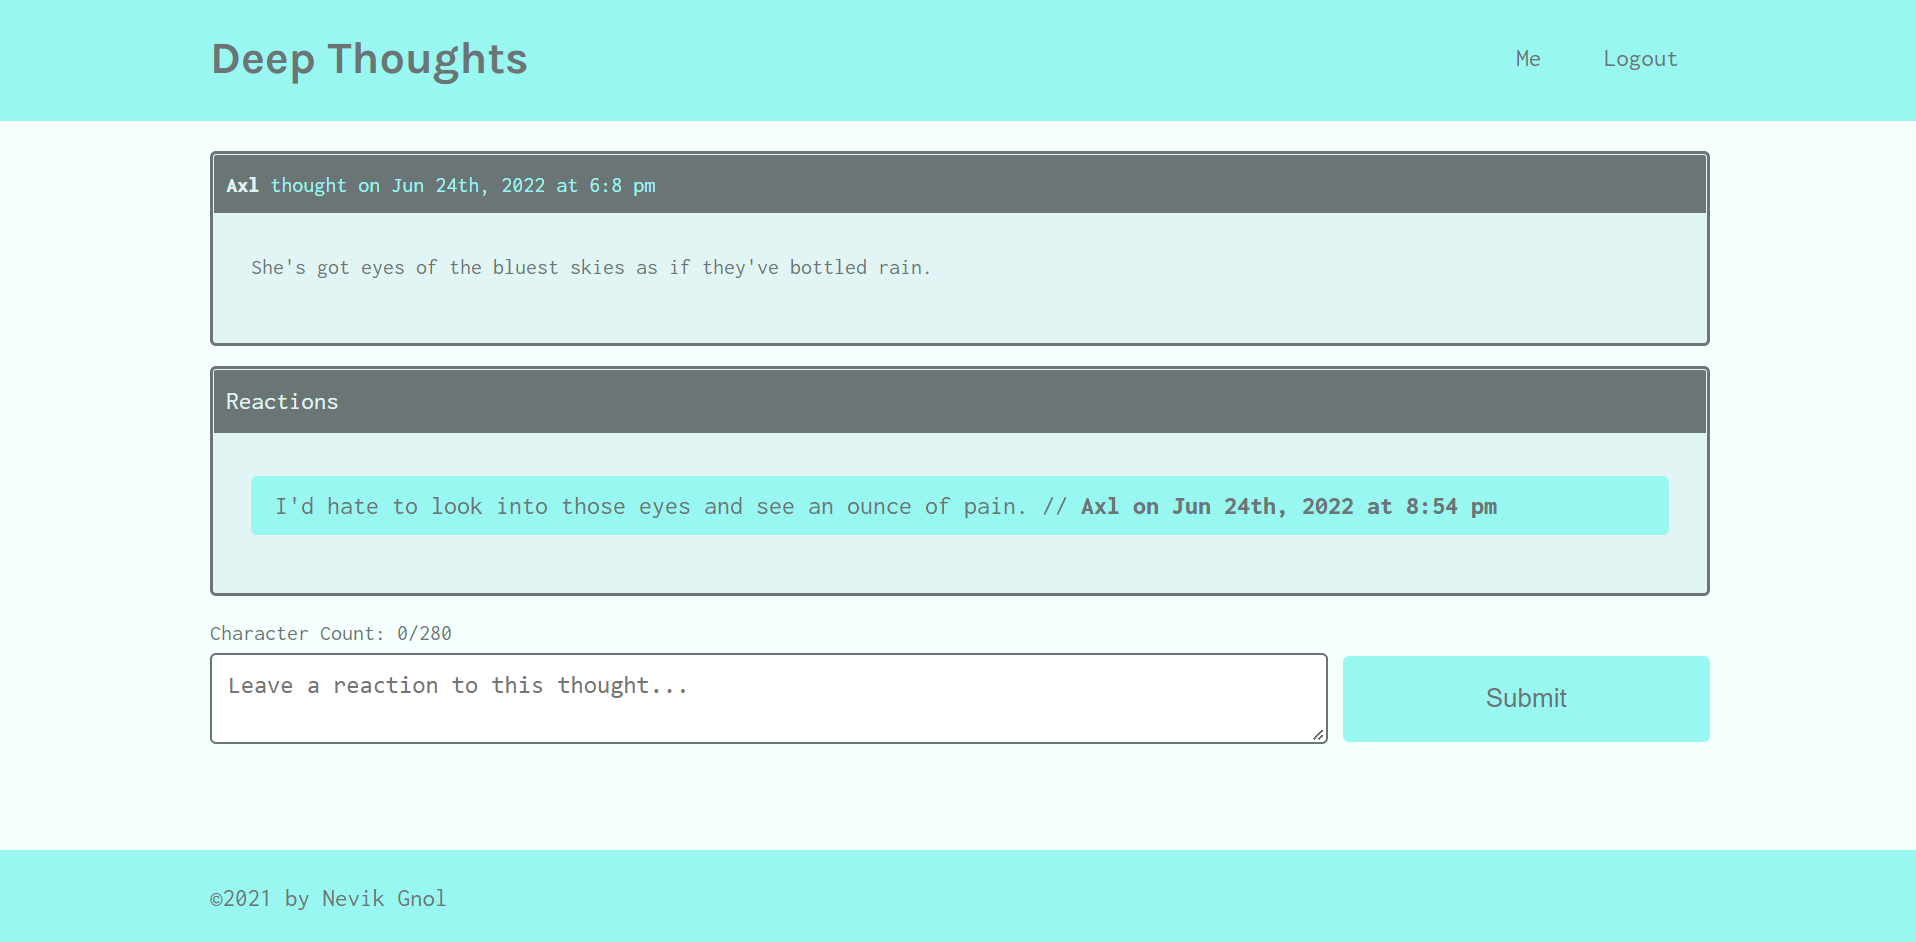 Deep Thoughts
Me Logout
Axl thought on Jun 24th, 2022 at 6:8 pm
She's got eyes of the bluest skies as if they've bottled rain.
Reactions
I'd hate to look into those eyes and see an ounce of pain. // Axl on Jun 24th, 2022 at 8:54 pm
Character Count: 0/280
Leave a reaction to this thought...
Submit
©2021 by Nevik Gnol